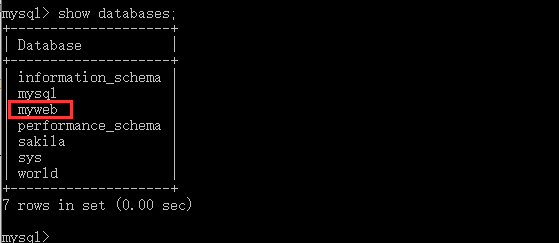 mysql> show databases;
+--------------------+
| Database           |
+--------------------+
| information_schema |
| mysql              |
| myweb              |
| performance_schema |
| sakila             |
| sys                |
| world              |
+--------------------+
7 rows in set (0.00 sec)
mysql>